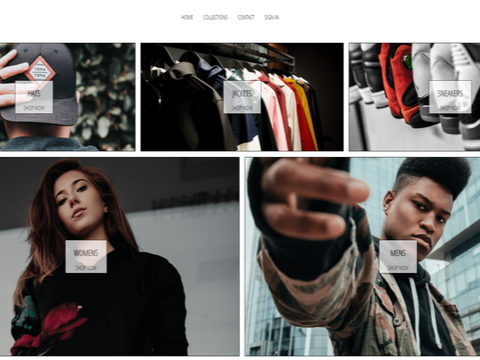 HOME COLLECTIONS CONTACT SIGN IN
HATS
SHOP NOW
JACKETS
SHOP NOW
SNEAKERS
SHOP NOW
WOMENS
SHOP NOW
MENS
SHOP NOW